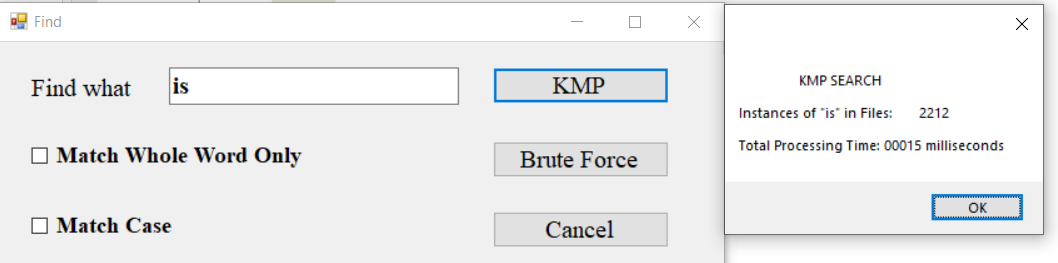 Find
Find what is KMP
Match Whole Word Only Brute Force
Match Case Cancel
KMP SEARCH
Instances of "is" in Files: 2212
Total Processing Time: 00015 milliseconds
OK